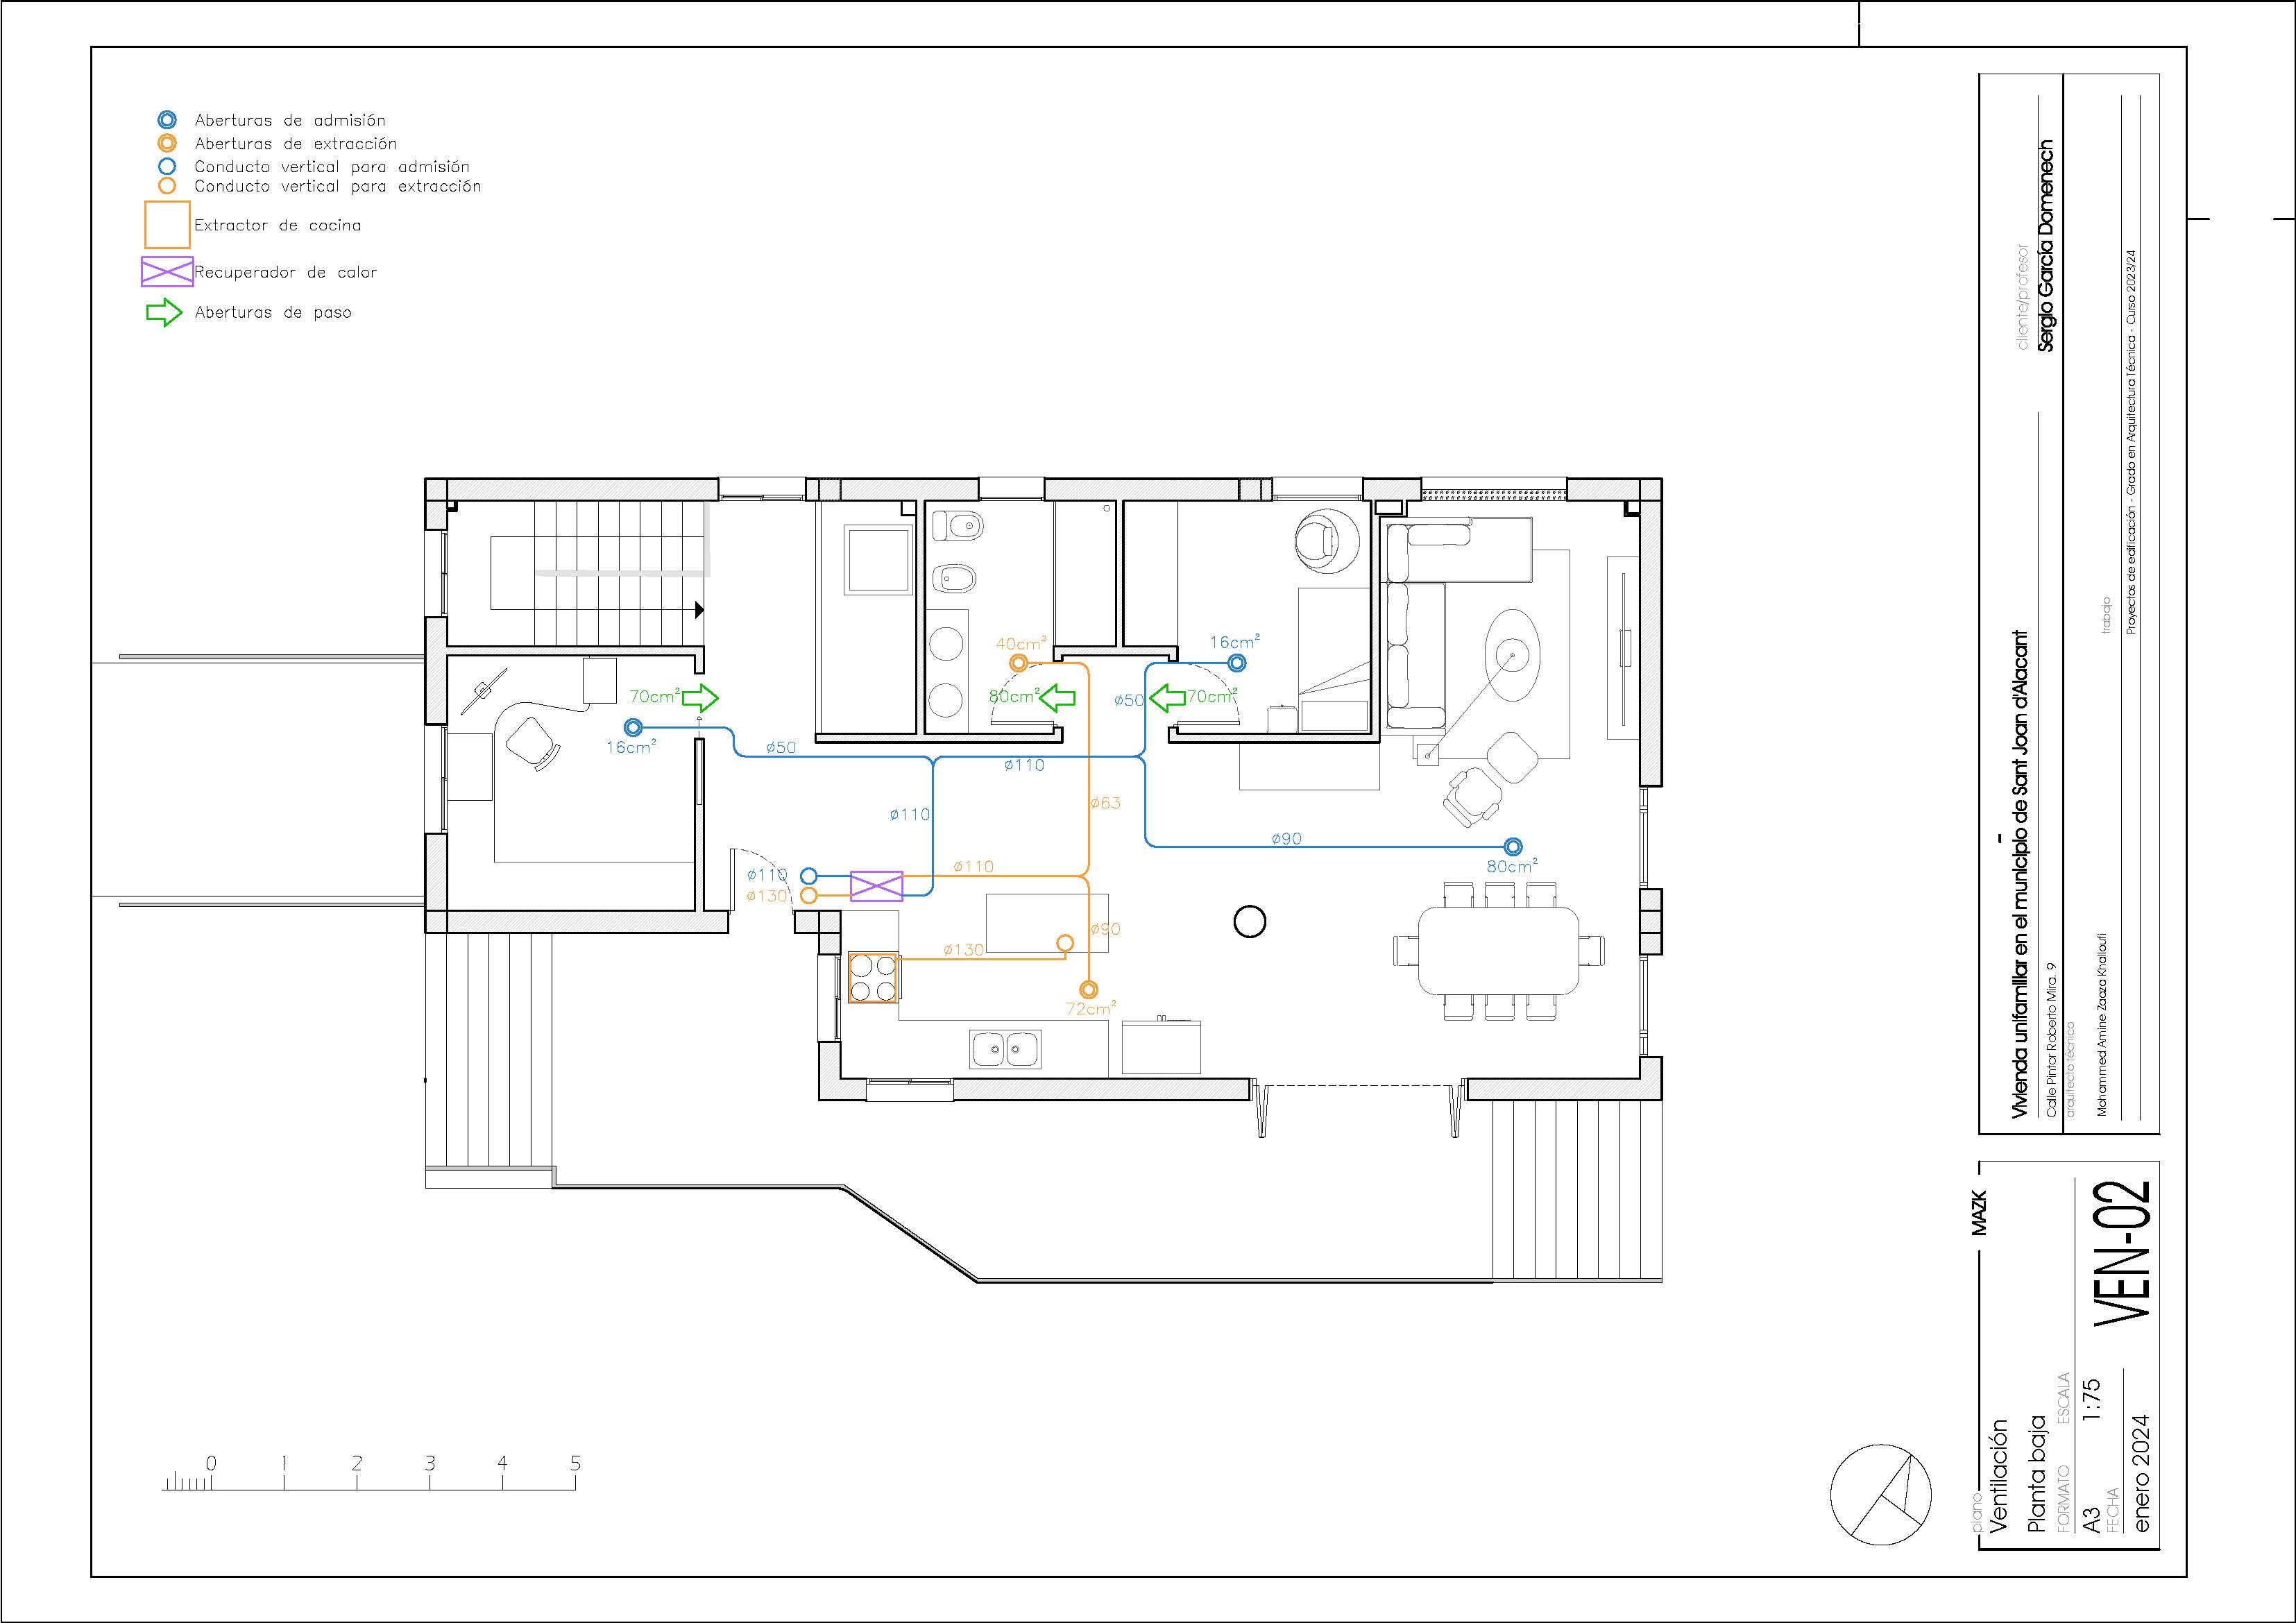 Aberturas de admisión
Aberturas de extracción
Conducto vertical para admisión
Conducto vertical para extracción
Extractor de cocina
Recuperador de calor
Aberturas de paso
40cm²
16cm²
70cm²
80cm²
ø50
70cm²
16cm²
ø50
ø110
ø110
ø63
ø90
80cm²
ø110
ø130
ø110
ø90
ø130
72cm²
0 1 2 3 4 5
cliente/profesor
Sergio García Domenech
Vivienda unifamiliar en el municipio de Sant Joan d'Alacant
Calle Pintor Roberto Mira. 9
arquitecto técnico
Mohammed Amine Zaaza Khallaufi
trabajo
Proyectos de edificación - Grado en Arquitectura Técnica - Curso 2023/24
MAZK
plano
Ventilación
Planta baja
FORMATO ESCALA
A3 1:75
FECHA
enero 2024
VEN-02